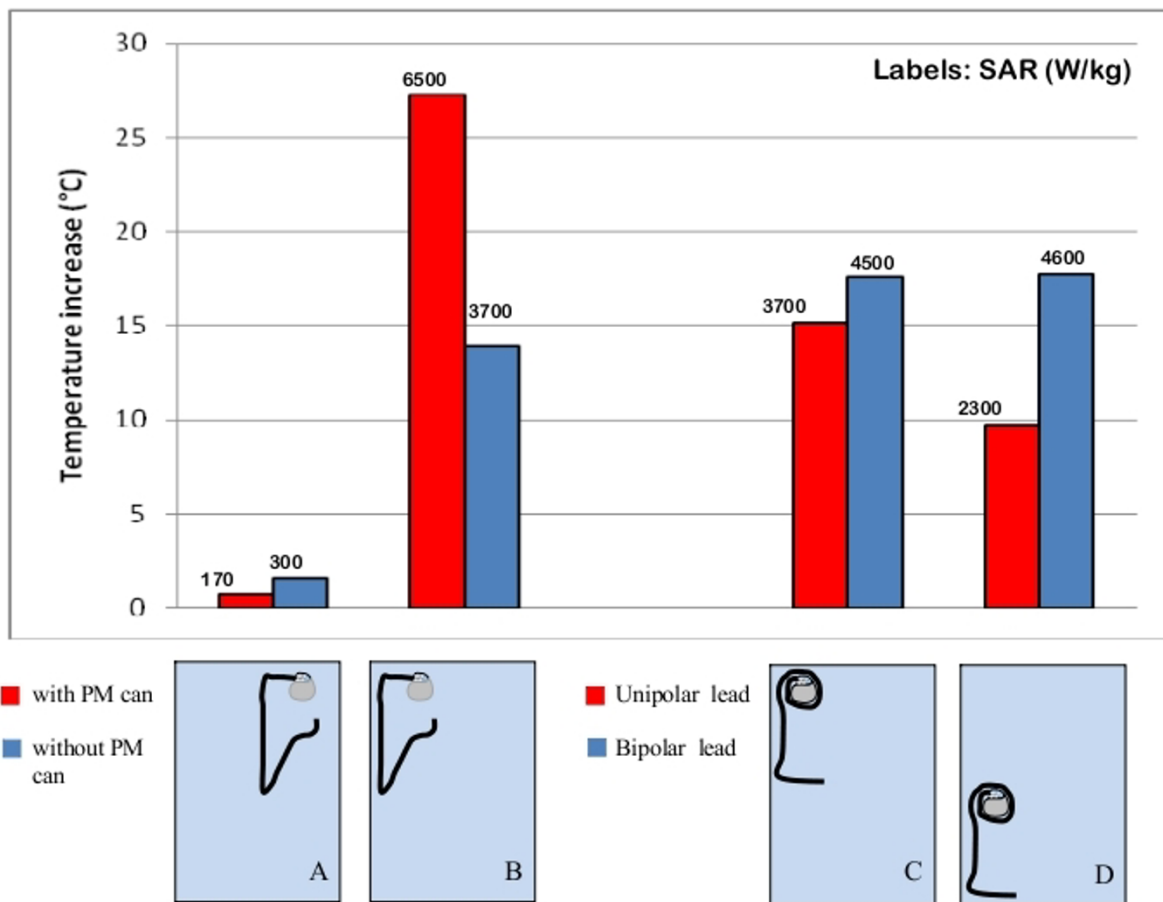 30
Labels: SAR (W/kg)
6500
25
20
4500
4600
3700
3700
15
2300
10
5
300
170
0
Temperature increase (°C)
with PM can
without PM
can
Unipolar lead
Bipolar lead
A
B
C
D